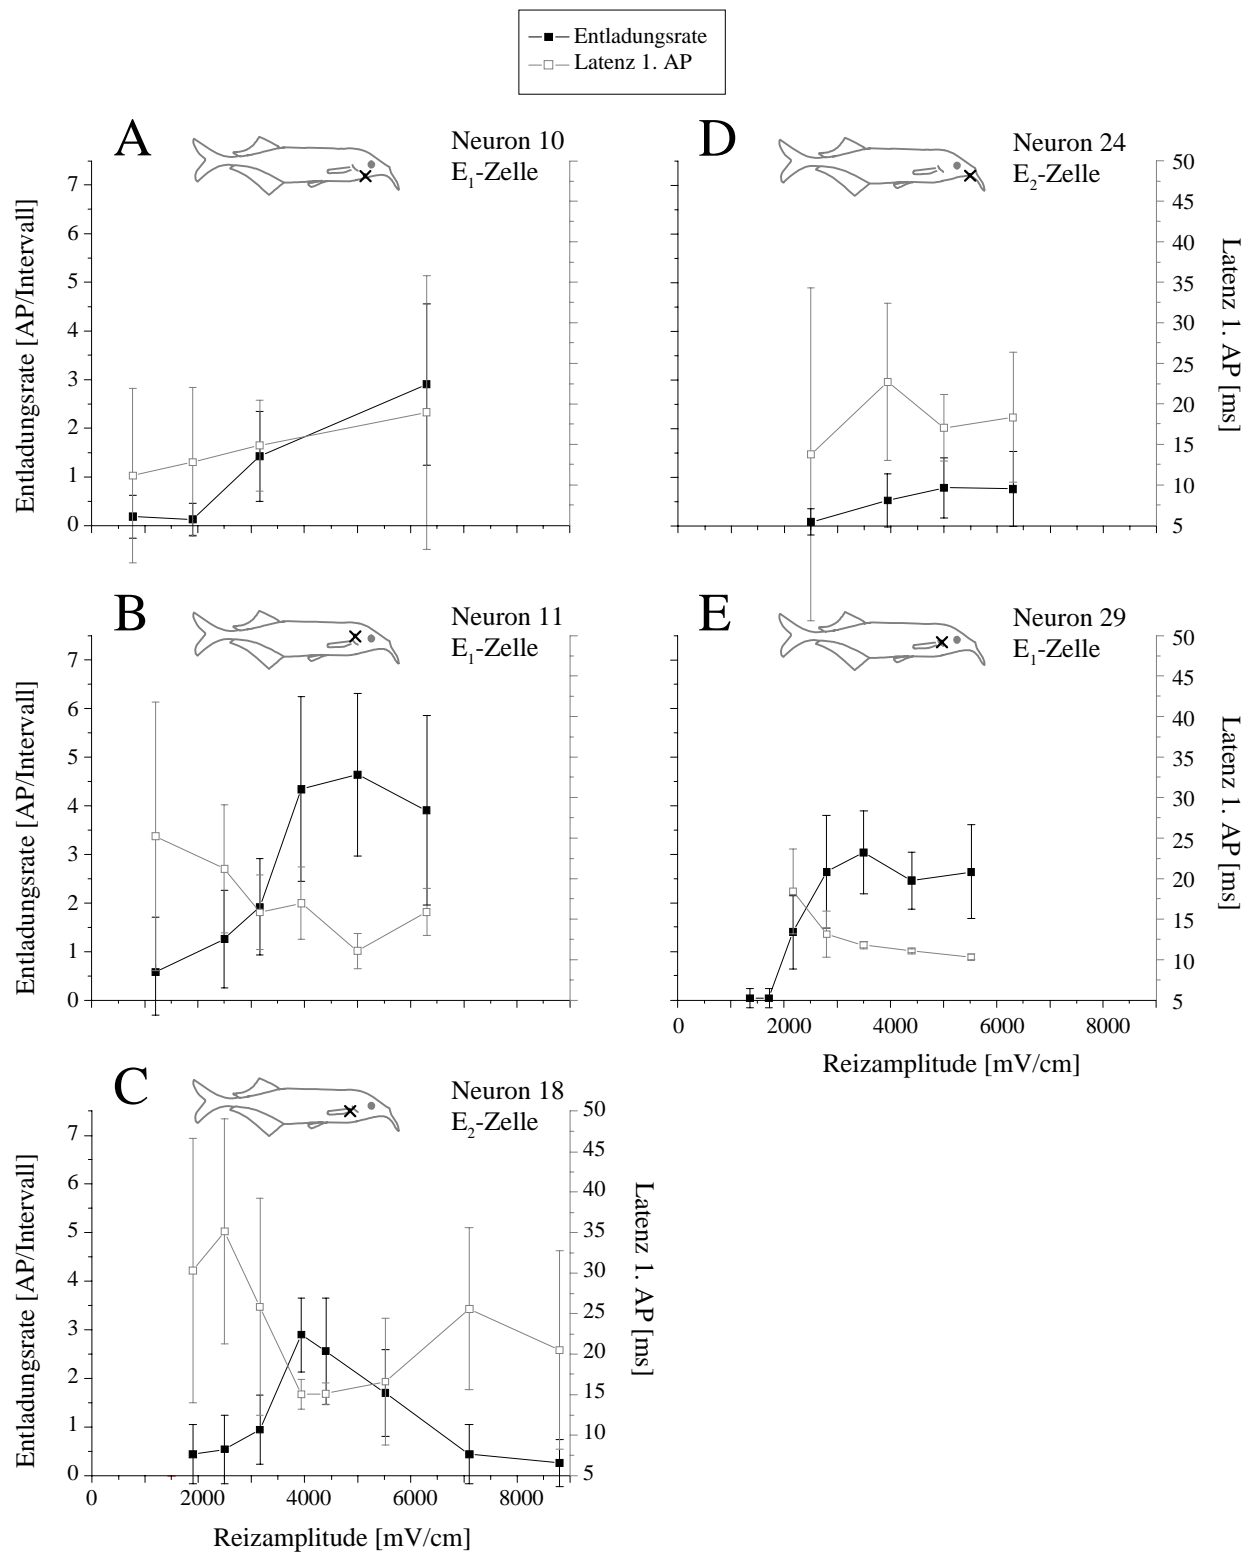 Entladungsrate
Latenz 1. AP
A
Neuron 10
E₁-Zelle
7
6
5
4
3
2
1
0
Entladungsrate [AP/Intervall]
D
Neuron 24
E₂-Zelle
50
45
40
35
30
25
20
15
10
5
Latenz 1. AP [ms]
B
Neuron 11
E₁-Zelle
7
6
5
4
3
2
1
0
Entladungsrate [AP/Intervall]
E
Neuron 29
E₁-Zelle
50
45
40
35
30
25
20
15
10
5
Latenz 1. AP [ms]
0 2000 4000 6000 8000
Reizamplitude [mV/cm]
C
Neuron 18
E₂-Zelle
7
6
5
4
3
2
1
0
Entladungsrate [AP/Intervall]
50
45
40
35
30
25
20
15
10
5
Latenz 1. AP [ms]
0 2000 4000 6000 8000
Reizamplitude [mV/cm]